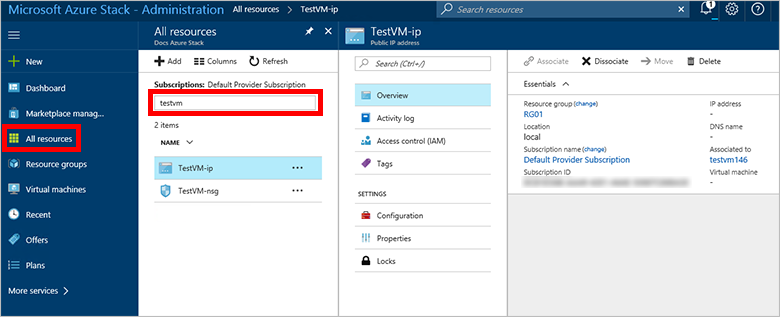 Microsoft Azure Stack - Administration
All resources > TestVM-ip
Search resources
1
New
Dashboard
Marketplace manag...
All resources
Resource groups
Virtual machines
Recent
Offers
Plans
More services >
All resources
Docs Azure Stack
Add
Columns
Refresh
Subscriptions: Default Provider Subscription
testvm
2 items
NAME
TestVM-ip
TestVM-nsg
TestVM-ip
Public IP address
Search (Ctrl+/)
Overview
Activity log
Access control (IAM)
Tags
SETTINGS
Configuration
Properties
Locks
Associate
Dissociate
Move
Delete
Essentials
Resource group (change)
RG01
Location
local
Subscription name (change)
Default Provider Subscription
Subscription ID
IP address
-
DNS name
-
Associated to
testvm146
Virtual machine
-